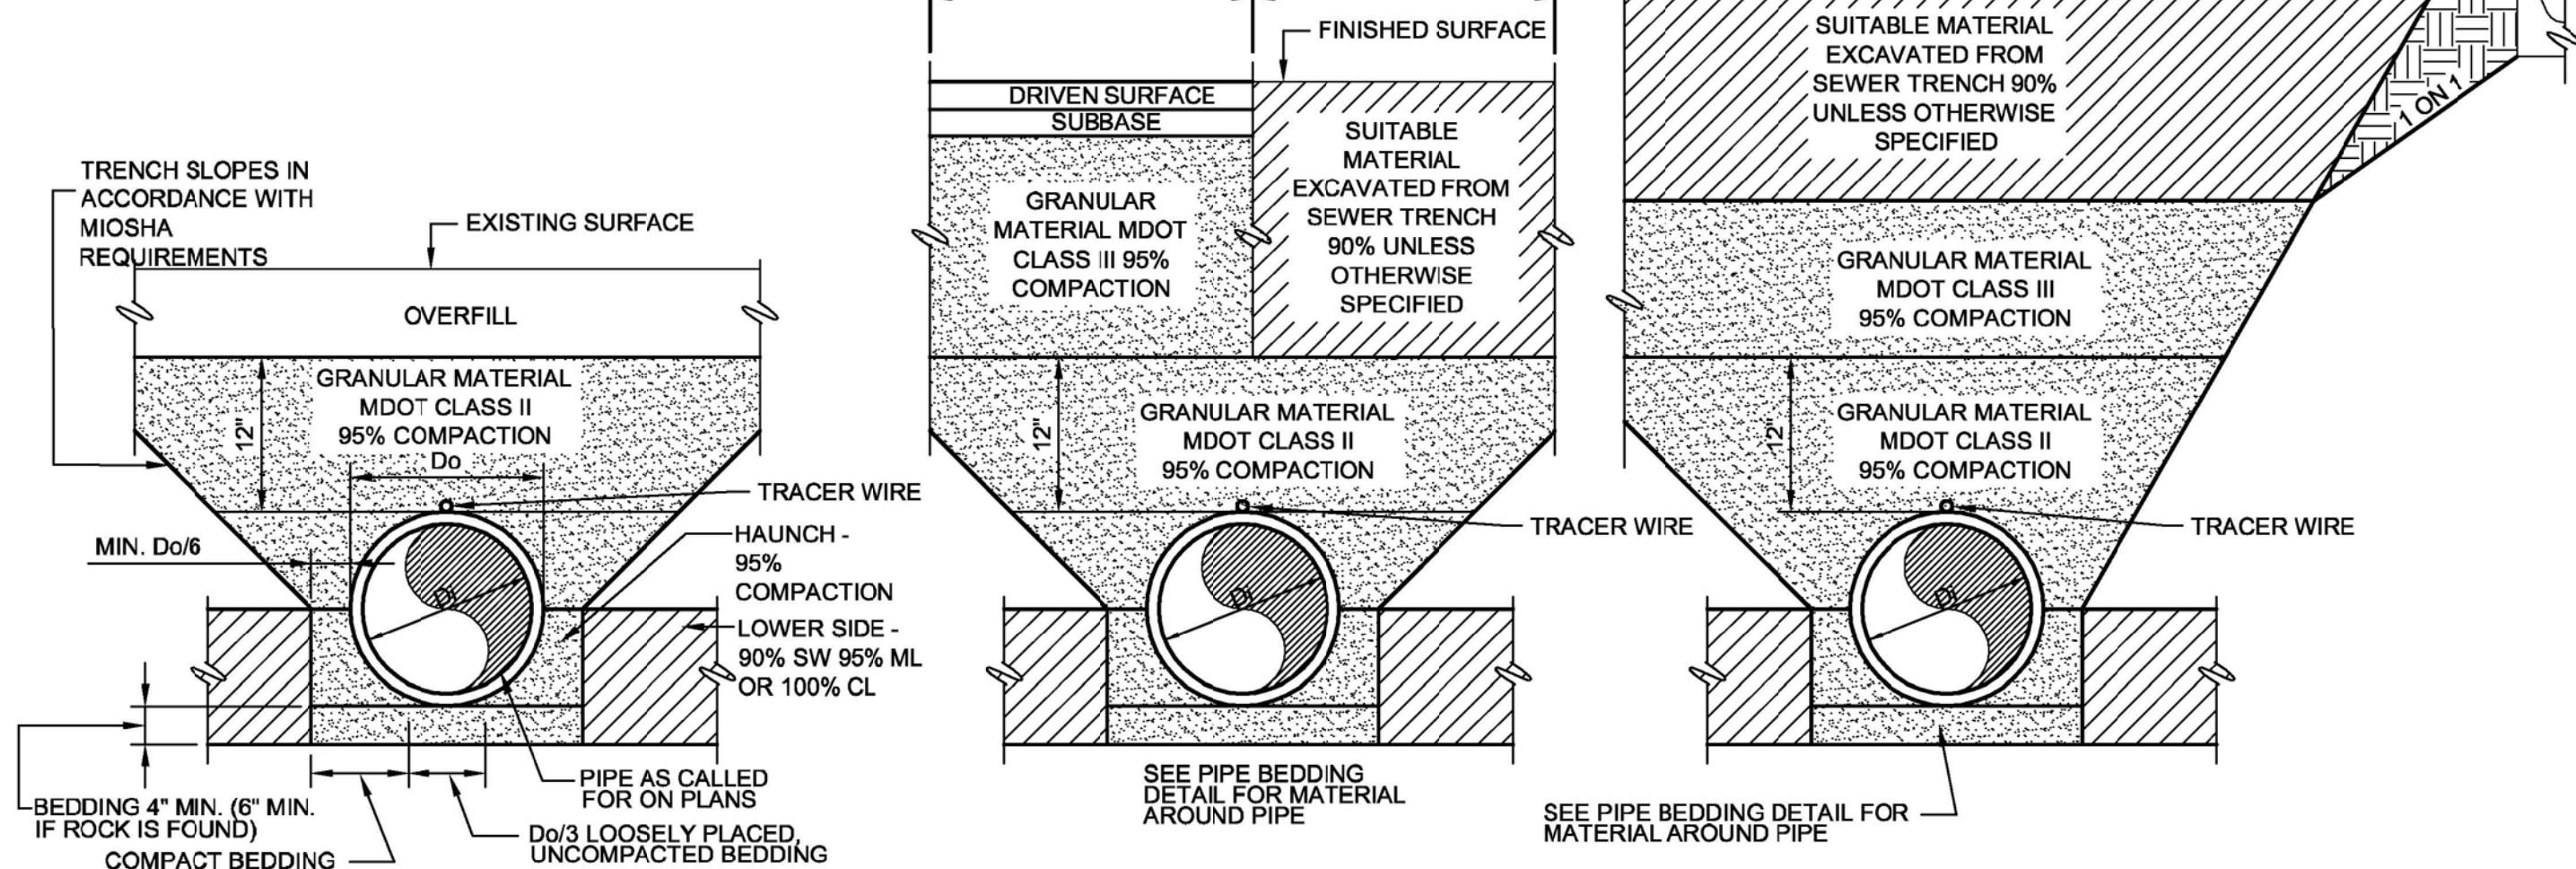 TRENCH SLOPES IN
ACCORDANCE WITH
MIOSHA
REQUIREMENTS
EXISTING SURFACE
OVERFILL
GRANULAR MATERIAL
MDOT CLASS II
95% COMPACTION
12"
Do
TRACER WIRE
MIN. Do/6
HAUNCH -
95%
COMPACTION
Di
LOWER SIDE -
90% SW 95% ML
OR 100% CL
BEDDING 4" MIN. (6" MIN.
IF ROCK IS FOUND)
COMPACT BEDDING
PIPE AS CALLED
FOR ON PLANS
Do/3 LOOSELY PLACED,
UNCOMPACTED BEDDING
FINISHED SURFACE
DRIVEN SURFACE
SUBBASE
GRANULAR
MATERIAL MDOT
CLASS III 95%
COMPACTION
SUITABLE
MATERIAL
EXCAVATED FROM
SEWER TRENCH
90% UNLESS
OTHERWISE
SPECIFIED
12"
GRANULAR MATERIAL
MDOT CLASS II
95% COMPACTION
TRACER WIRE
Di
SEE PIPE BEDDING
DETAIL FOR MATERIAL
AROUND PIPE
SUITABLE MATERIAL
EXCAVATED FROM
SEWER TRENCH 90%
UNLESS OTHERWISE
SPECIFIED
1 ON 1
GRANULAR MATERIAL
MDOT CLASS III
95% COMPACTION
12"
GRANULAR MATERIAL
MDOT CLASS II
95% COMPACTION
TRACER WIRE
Di
SEE PIPE BEDDING DETAIL FOR
MATERIAL AROUND PIPE